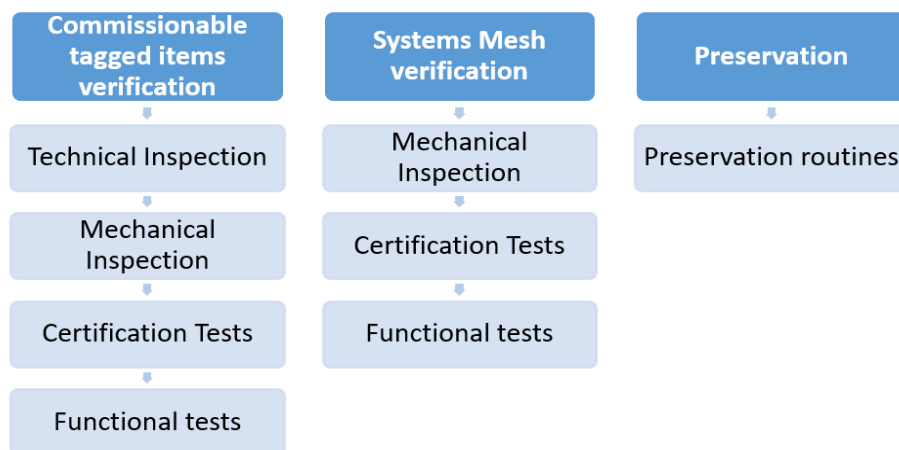 Commissionable
tagged items
verification
Technical Inspection
Mechanical
Inspection
Certification Tests
Functional tests
Systems Mesh
verification
Mechanical
Inspection
Certification Tests
Functional tests
Preservation
Preservation routines